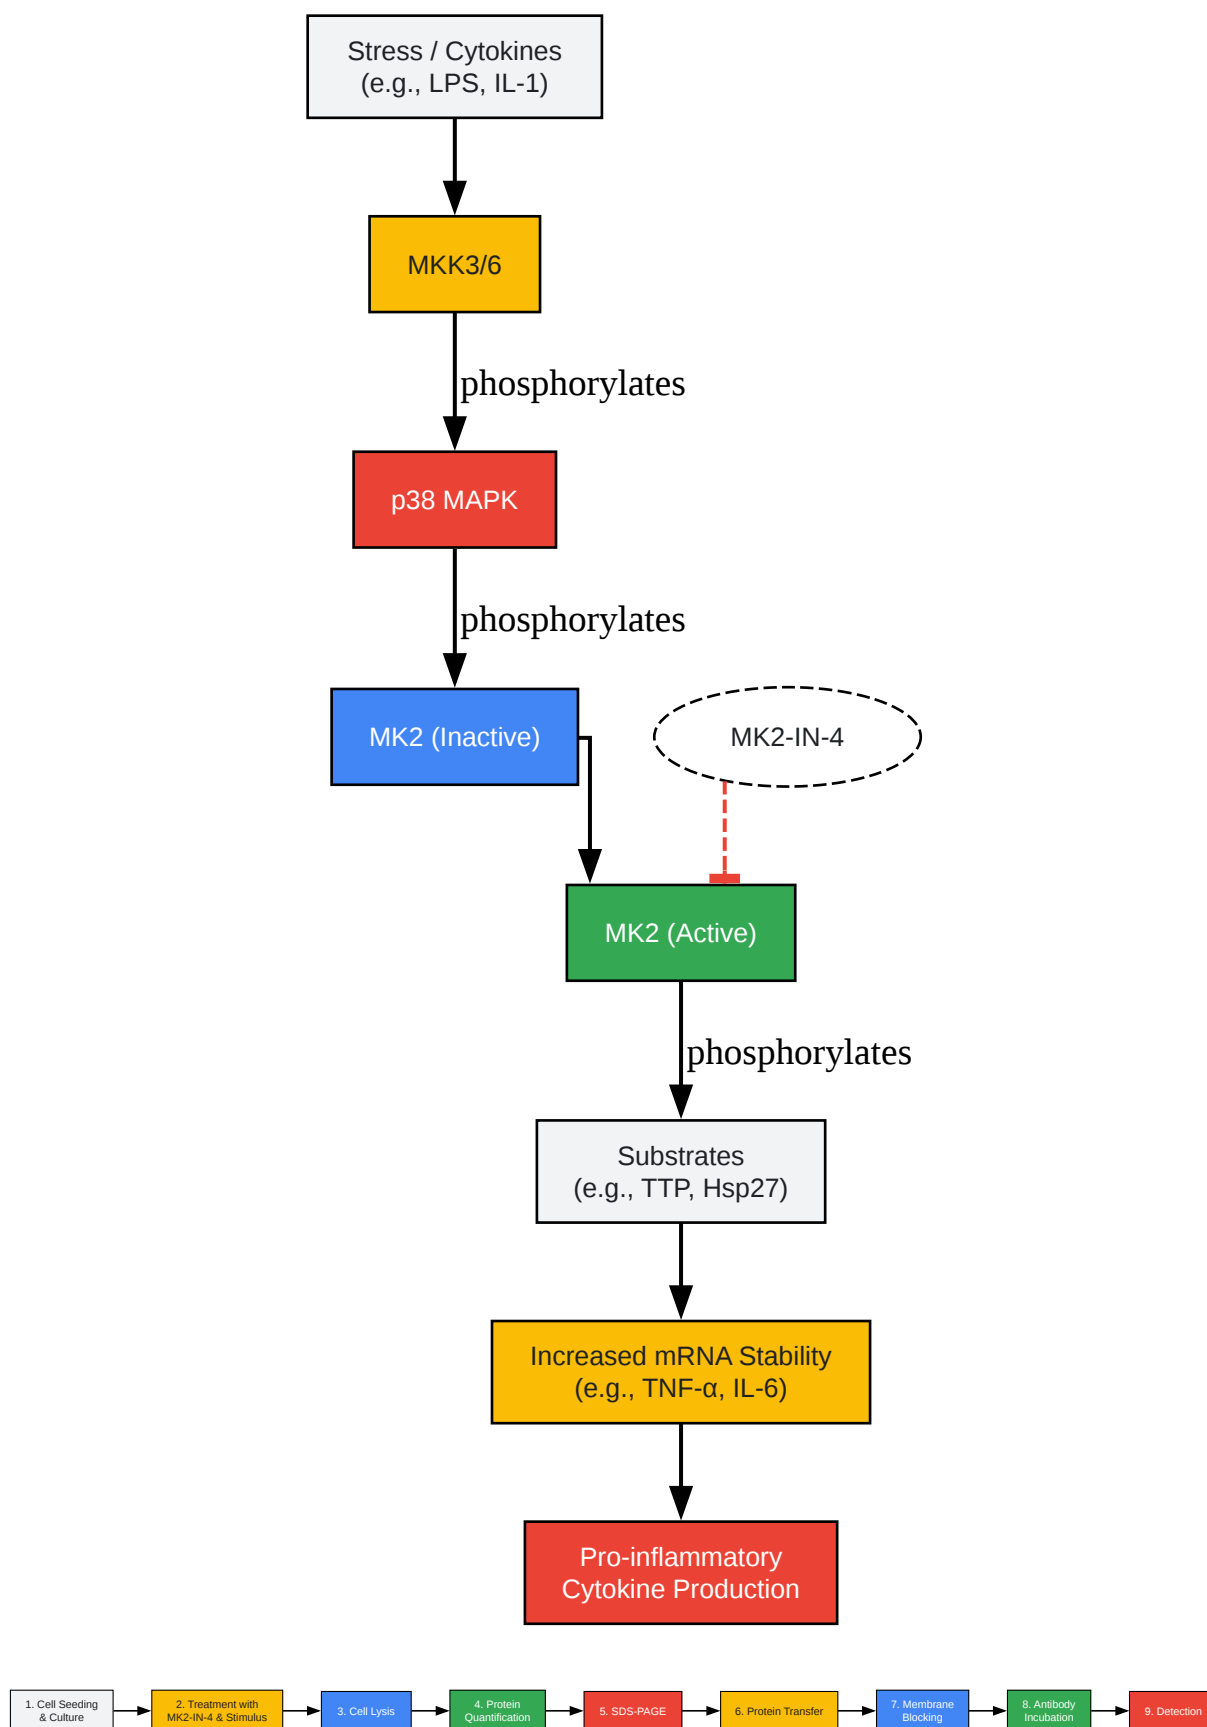 Stress / Cytokines
(e.g., LPS, IL-1)
MKK3/6
phosphorylates
p38 MAPK
phosphorylates
MK2 (Inactive)
MK2-IN-4
MK2 (Active)
phosphorylates
Substrates
(e.g., TTP, Hsp27)
Increased mRNA Stability
(e.g., TNF-α, IL-6)
Pro-inflammatory
Cytokine Production
1. Cell Seeding
& Culture
2. Treatment with
MK2-IN-4 & Stimulus
3. Cell Lysis
4. Protein
Quantification
5. SDS-PAGE
6. Protein Transfer
7. Membrane
Blocking
8. Antibody
Incubation
9. Detection